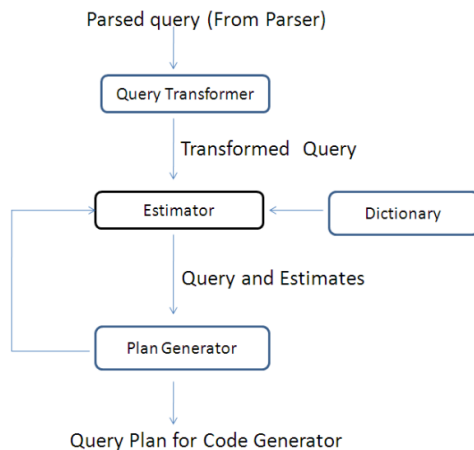 Parsed query (From Parser)
Query Transformer
Transformed Query
Estimator
Dictionary
Query and Estimates
Plan Generator
Query Plan for Code Generator